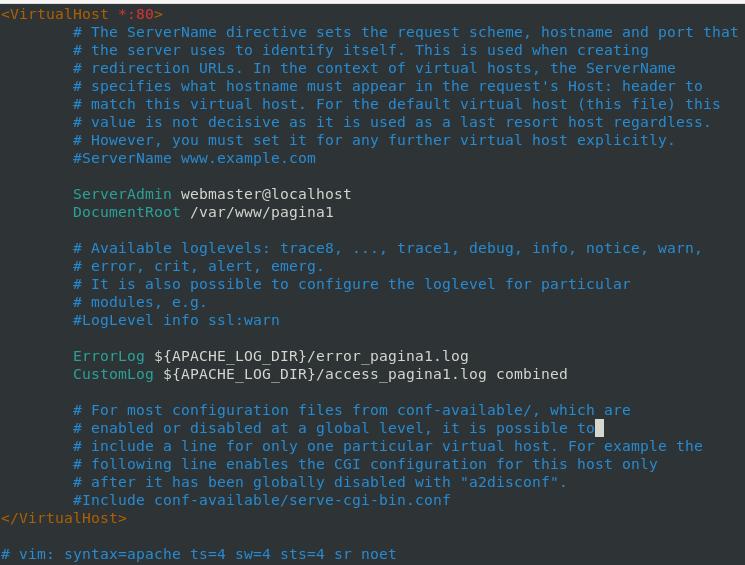 <VirtualHost *:80>
# The ServerName directive sets the request scheme, hostname and port that
# the server uses to identify itself. This is used when creating
# redirection URLs. In the context of virtual hosts, the ServerName
# specifies what hostname must appear in the request's Host: header to
# match this virtual host. For the default virtual host (this file) this
# value is not decisive as it is used as a last resort host regardless.
# However, you must set it for any further virtual host explicitly.
#ServerName www.example.com
ServerAdmin webmaster@localhost
DocumentRoot /var/www/pagina1
# Available loglevels: trace8, ..., trace1, debug, info, notice, warn,
# error, crit, alert, emerg.
# It is also possible to configure the loglevel for particular
# modules, e.g.
#LogLevel info ssl:warn
ErrorLog ${APACHE_LOG_DIR}/error_pagina1.log
CustomLog ${APACHE_LOG_DIR}/access_pagina1.log combined
# For most configuration files from conf-available/, which are
# enabled or disabled at a global level, it is possible to
# include a line for only one particular virtual host. For example the
# following line enables the CGI configuration for this host only
# after it has been globally disabled with "a2disconf".
#Include conf-available/serve-cgi-bin.conf
</VirtualHost>
# vim: syntax=apache ts=4 sw=4 sts=4 sr noet